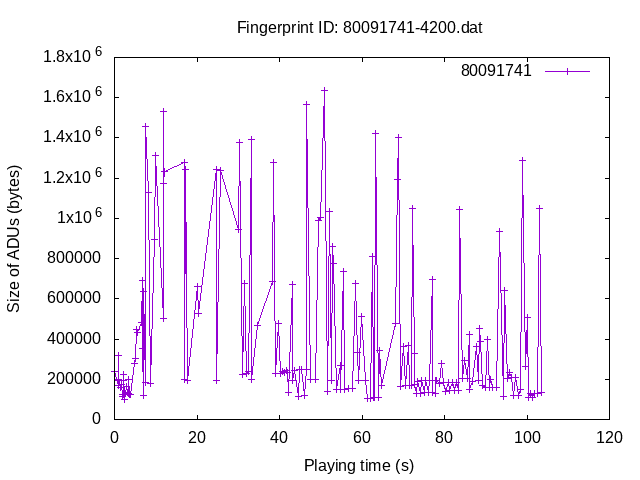 Fingerprint ID: 80091741-4200.dat
1.8x10^6
80091741
1.6x10^6
1.4x10^6
1.2x10^6
1x10^6
800000
600000
400000
200000
0
0 20 40 60 80 100 120
Size of ADUs (bytes)
Playing time (s)